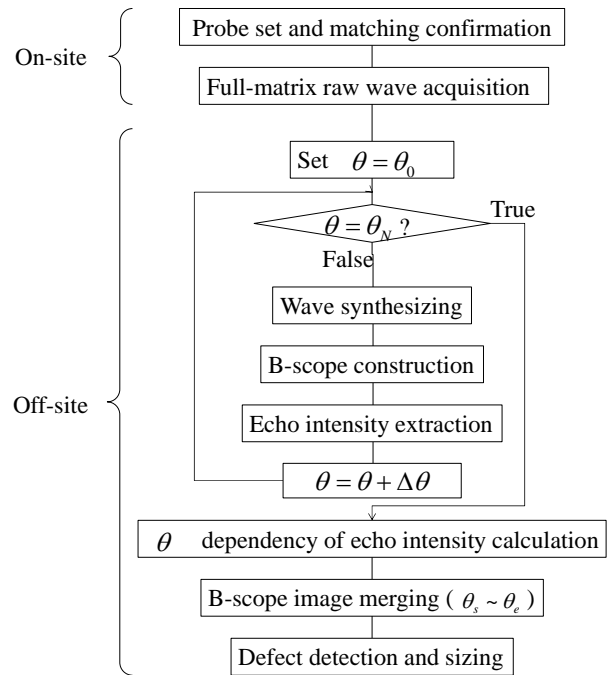 Probe set and matching confirmation
On-site
Full-matrix raw wave acquisition
Set θ = θ₀
True
θ = θ_N ?
False
Wave synthesizing
B-scope construction
Off-site
Echo intensity extraction
θ = θ + Δθ
θ dependency of echo intensity calculation
B-scope image merging ( θₛ ~ θₑ )
Defect detection and sizing